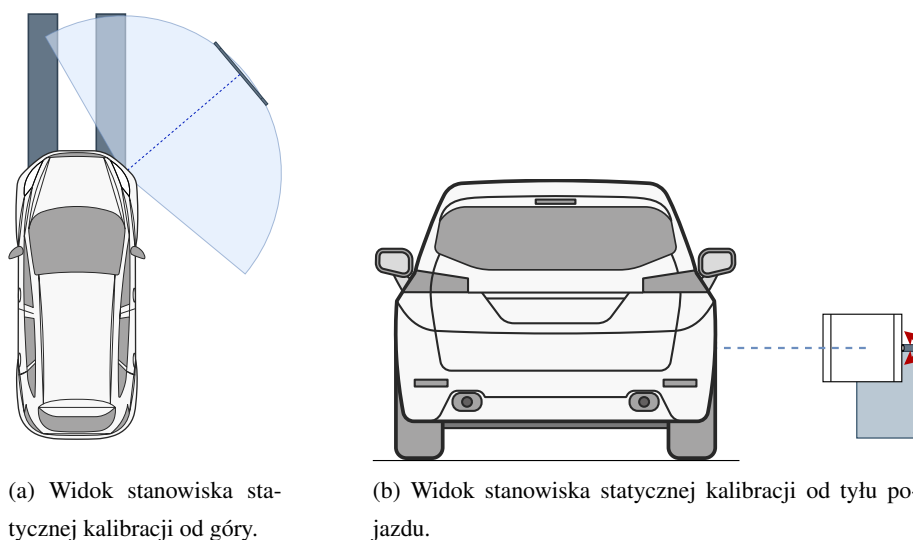 (a) Widok stanowiska sta-
tycznej kalibracji od góry.
(b) Widok stanowiska statycznej kalibracji od tyłu po-
jazdu.